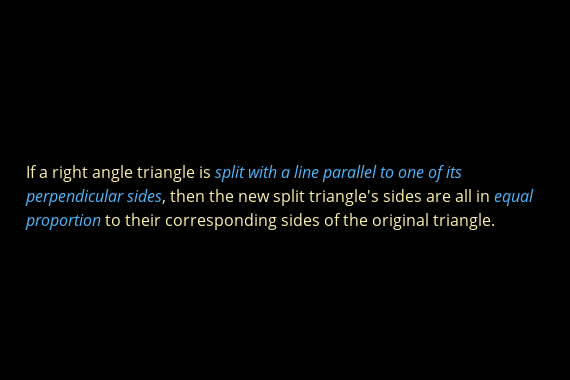 If a right angle triangle is split with a line parallel to one of its
perpendicular sides, then the new split triangle's sides are all in equal
proportion to their corresponding sides of the original triangle.